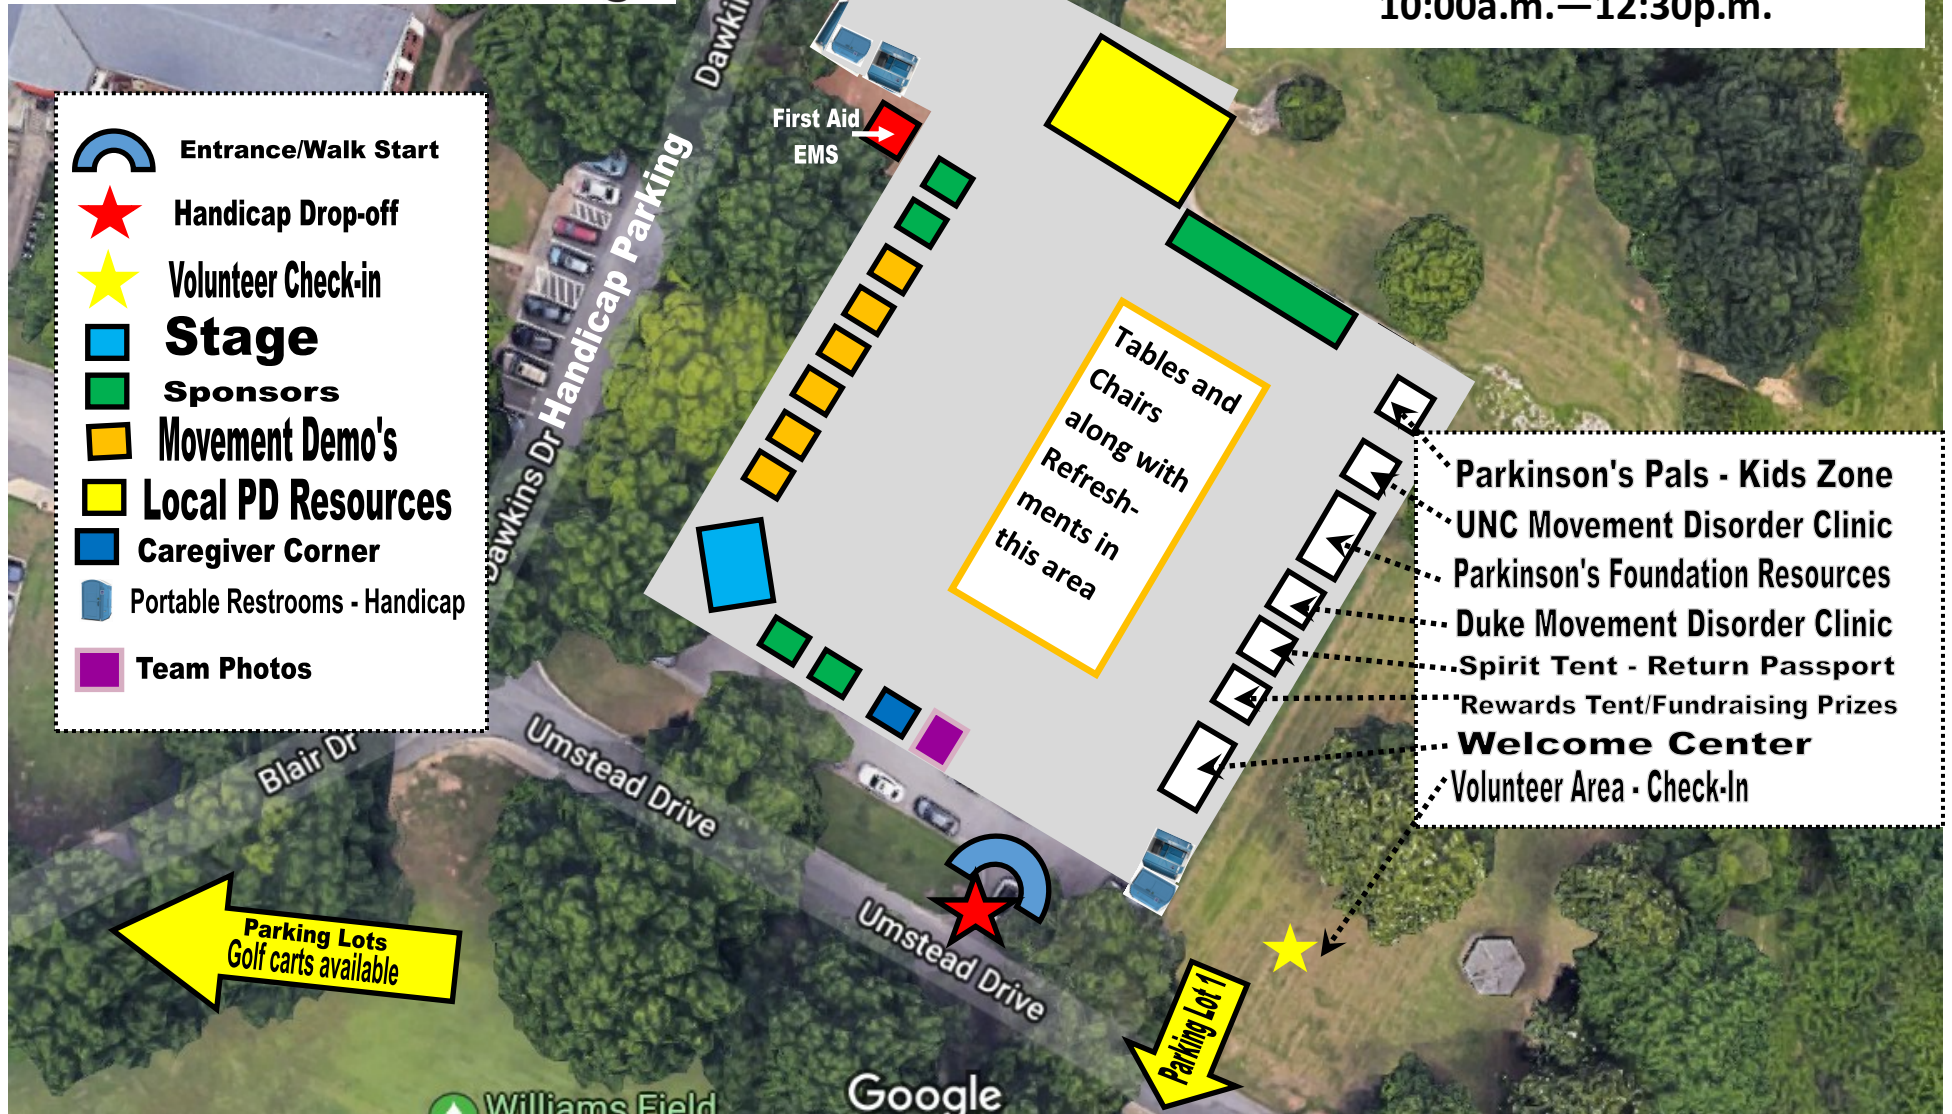 10:00a.m.—12:30p.m.
Entrance/Walk Start
Handicap Drop-off
Volunteer Check-in
Stage
Sponsors
Movement Demo's
Local PD Resources
Caregiver Corner
Portable Restrooms - Handicap
Team Photos
First Aid
EMS
Handicap Parking
Dawkins Dr
Tables and
Chairs
along with
Refresh-
ments in
this area
Parkinson's Pals - Kids Zone
UNC Movement Disorder Clinic
Parkinson's Foundation Resources
Duke Movement Disorder Clinic
Spirit Tent - Return Passport
Rewards Tent/Fundraising Prizes
Welcome Center
Volunteer Area - Check-In
Blair Dr
Umstead Drive
Umstead Drive
Parking Lots
Golf carts available
Parking Lot 1
Google
Williams Field